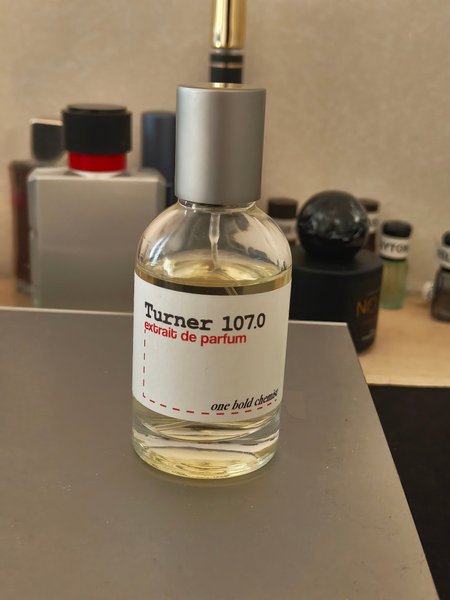 Turner 107.0
extrait de parfum
one bold chemist